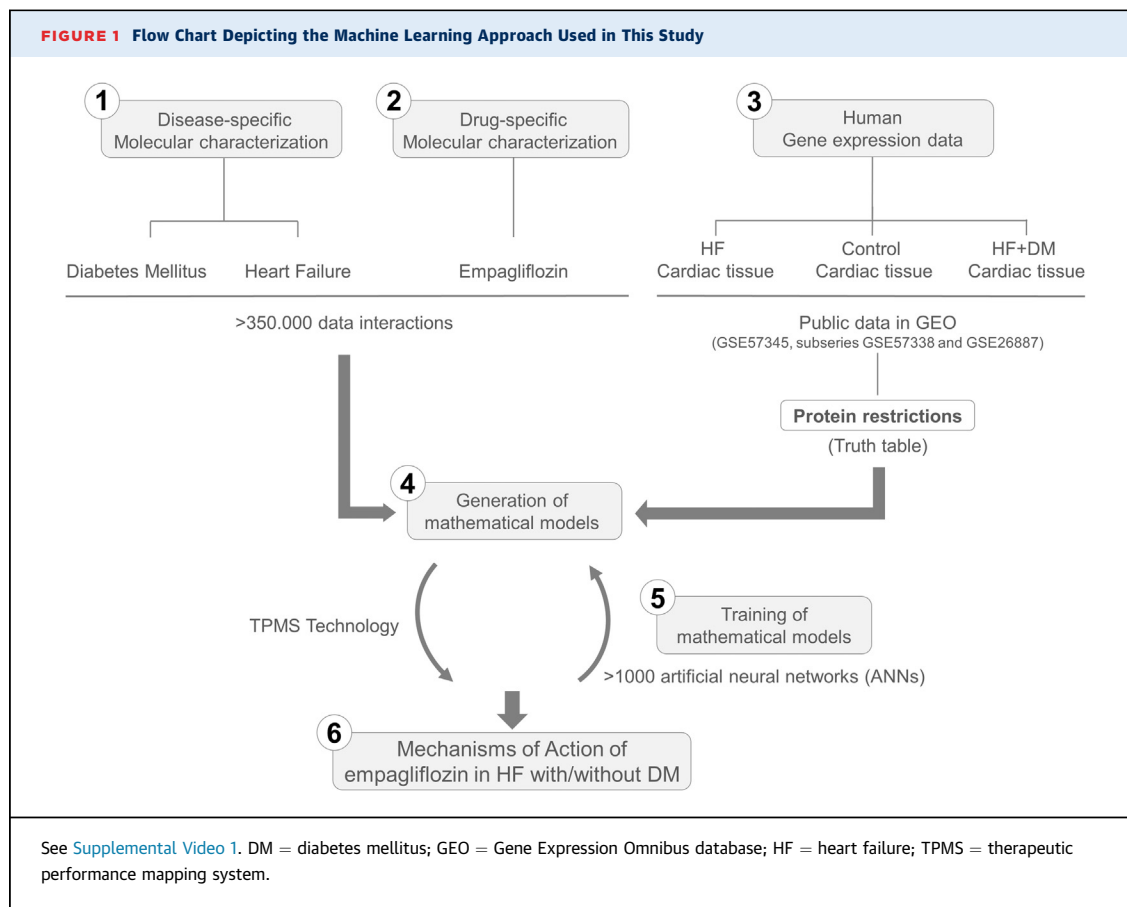 FIGURE 1 Flow Chart Depicting the Machine Learning Approach Used in This Study
1
Disease-specific
Molecular characterization
2
Drug-specific
Molecular characterization
3
Human
Gene expression data
Diabetes Mellitus
Heart Failure
Empagliflozin
HF
Cardiac tissue
Control
Cardiac tissue
HF+DM
Cardiac tissue
>350.000 data interactions
Public data in GEO
(GSE57345, subseries GSE57338 and GSE26887)
Protein restrictions
(Truth table)
4
Generation of
mathematical models
TPMS Technology
5
Training of
mathematical models
>1000 artificial neural networks (ANNs)
6
Mechanisms of Action of
empagliflozin in HF with/without DM
See Supplemental Video 1. DM = diabetes mellitus; GEO = Gene Expression Omnibus database; HF = heart failure; TPMS = therapeutic
performance mapping system.